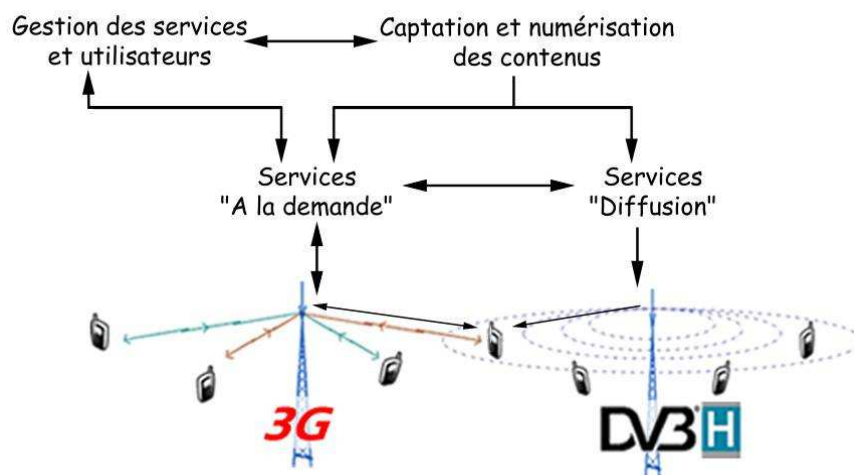 Gestion des services
et utilisateurs
Captation et numérisation
des contenus
Services
"A la demande"
Services
"Diffusion"
3G
DVB H